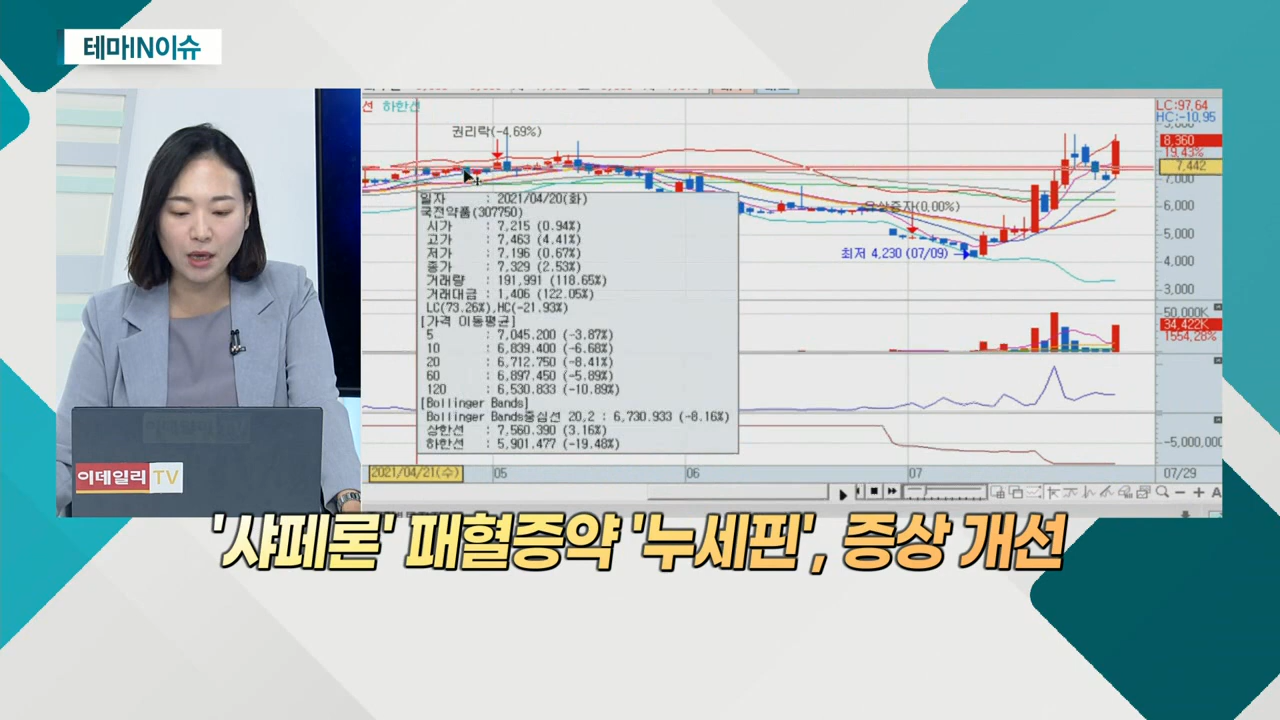 테마IN이슈
선 하한선
LC:97,64
HC:-10,95
권리락(-4,69%)
8,360
19,43%
7,442
7,000
6,000
5,000
4,000
3,000
유상증자(0,00%)
최저 4,230 (07/09)
일자 : 2021/04/20(화)
국전약품(307750)
시가 : 7,215 (0.94%)
고가 : 7,463 (4.41%)
저가 : 7,196 (0.67%)
종가 : 7,329 (2.53%)
거래량 : 191,991 (118.65%)
거래대금 : 1,406 (122.05%)
LC(73.26%),HC(-21.93%)
[가격 이동평균]
5 : 7,045.200 (-3.87%)
10 : 6,839.400 (-6.68%)
20 : 6,712.750 (-8.41%)
60 : 6,897.450 (-5.89%)
120 : 6,530.833 (-10.89%)
[Bollinger Bands]
Bollinger Bands중심선 20,2 : 6,730.933 (-8.16%)
상한선 : 7,560.390 (3.16%)
하한선 : 5,901.477 (-19.48%)
50,000K
34,422K
1554,28%
-5,000,000
2021/04/21(수) 05 06 07 07/29
A
이데일리TV
'샤페론' 패혈증약 '누세핀', 증상 개선